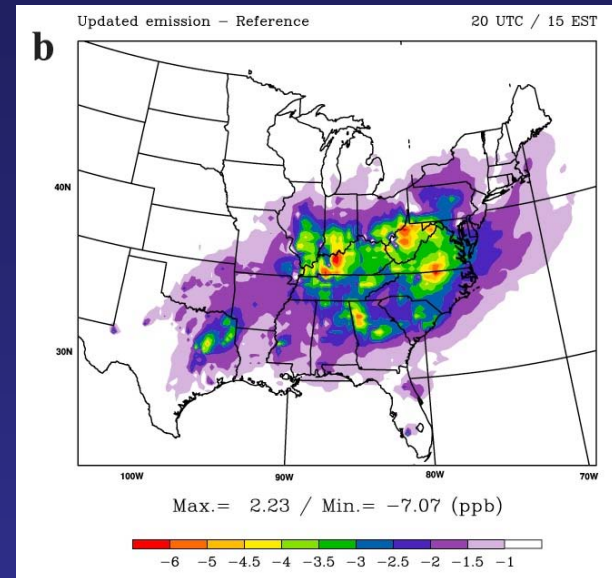 Updated emission − Reference 20 UTC / 15 EST
b
40N
30N
100W 90W 80W 70W
Max.= 2.23 / Min.= −7.07 (ppb)
−6 −5 −4.5 −4 −3.5 −3 −2.5 −2 −1.5 −1